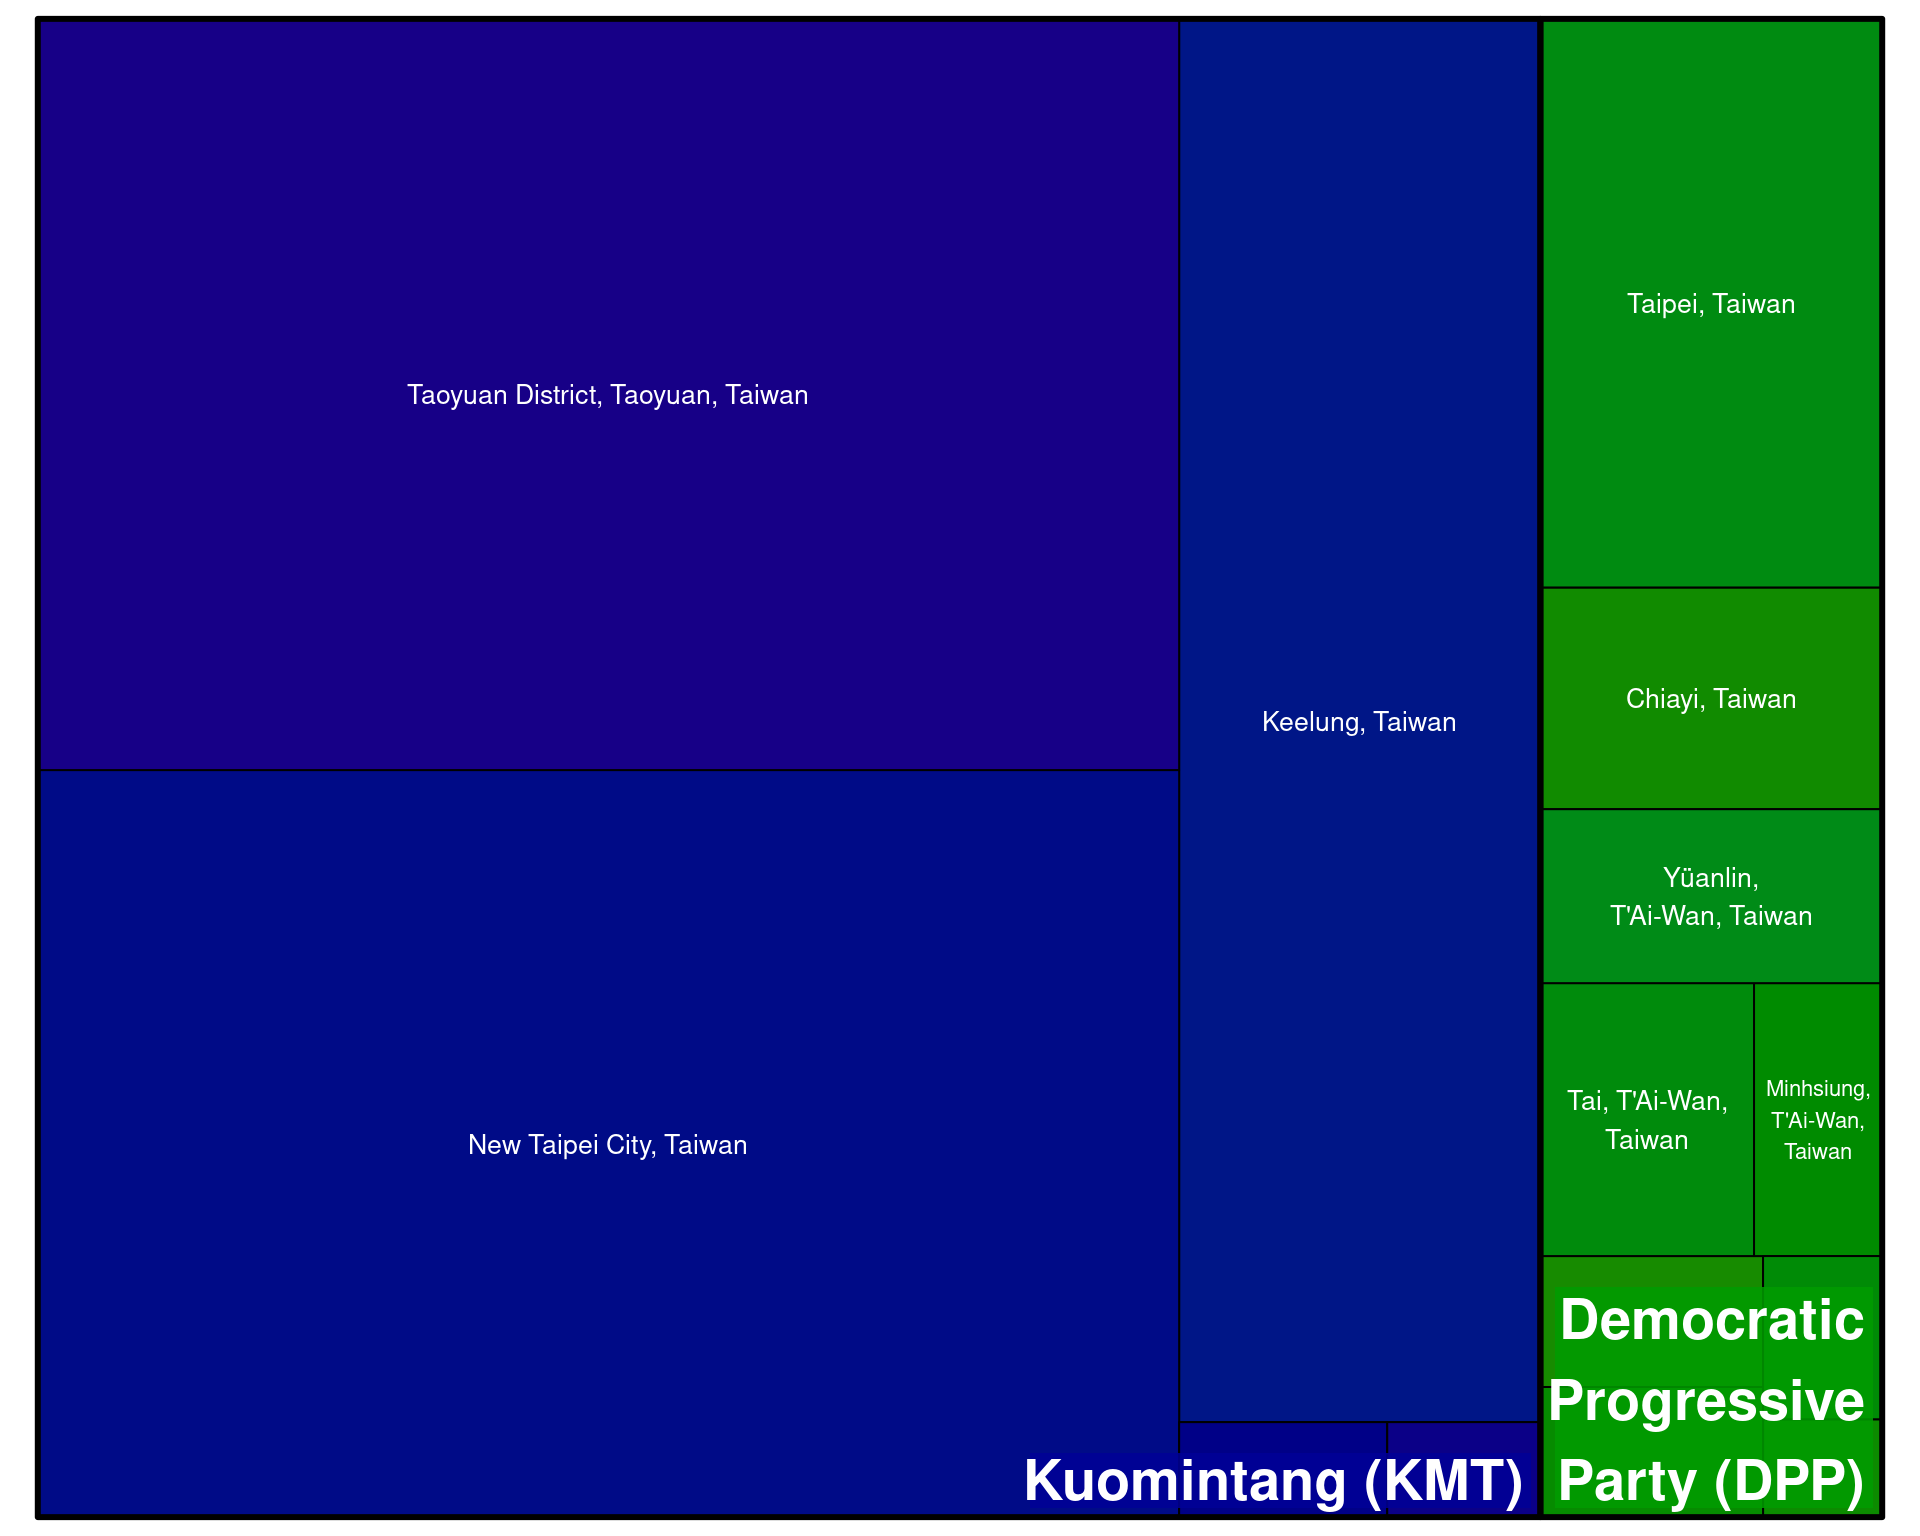 Taoyuan District, Taoyuan, Taiwan
New Taipei City, Taiwan
Keelung, Taiwan
Kuomintang (KMT)
Taipei, Taiwan
Chiayi, Taiwan
Yüanlin,
T'Ai-Wan, Taiwan
Tai, T'Ai-Wan,
Taiwan
Minhsiung,
T'Ai-Wan,
Taiwan
Democratic
Progressive
Party (DPP)